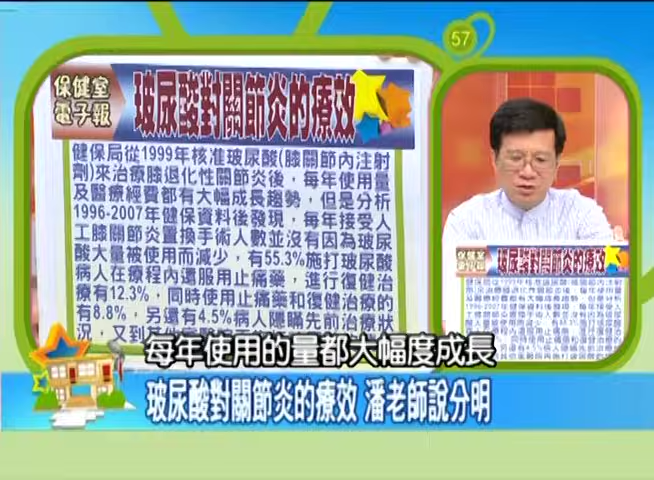 57
保健室
電子報
玻尿酸對關節炎的療效
健保局從1999年核准玻尿酸(膝關節內注射
劑)來治療膝退化性關節炎後，每年使用量
及醫療經費都有大幅成長趨勢，但是分析
1996-2007年健保資料後發現，每年接受人
工膝關節炎置換手術人數並沒有因為玻尿
酸大量被使用而減少，有55.3%施打玻尿酸
病人在療程內還服用止痛藥，進行復健治
療有12.3%，同時使用止痛藥和復健治療的
有8.8%，另還有4.5%病人隱瞞先前治療狀
況，又到其他
保健室
電子報
玻尿酸對關節炎的療效
每年使用的量都大幅度成長
玻尿酸對關節炎的療效 潘老師說分明